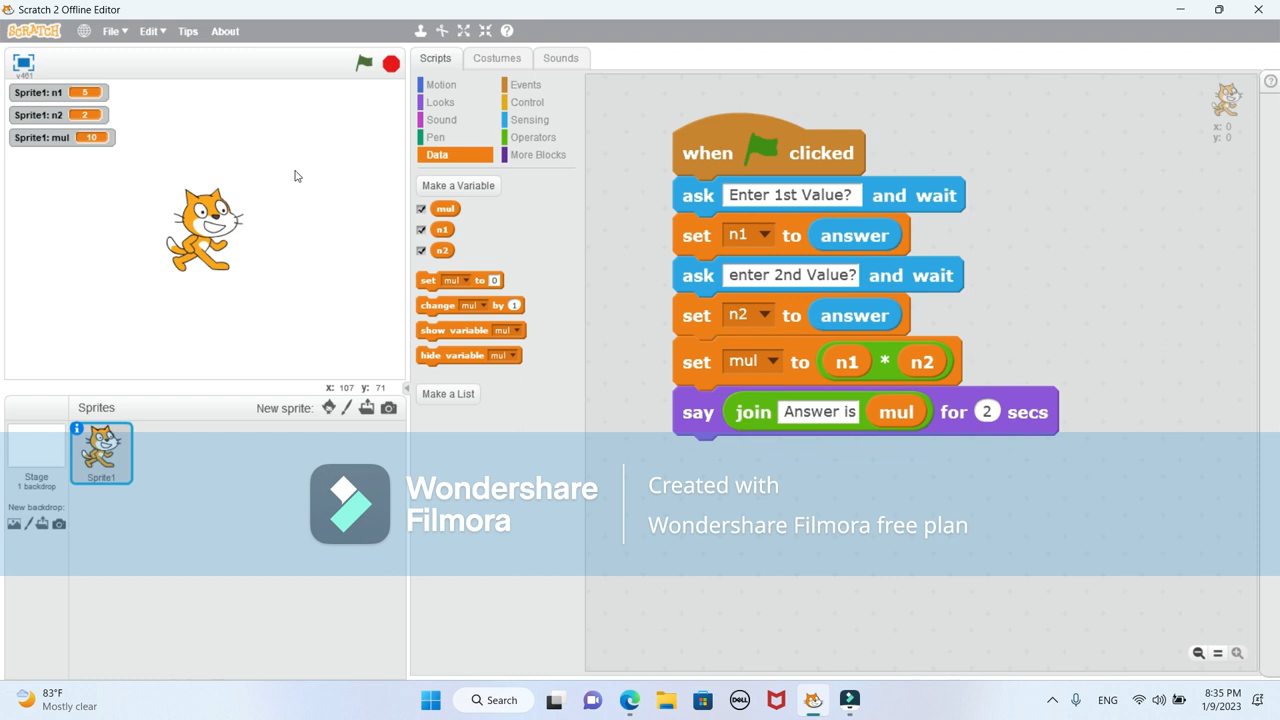 Scratch 2 Offline Editor
SCRATCH File Edit Tips About
v461
Sprite1: n1 5
Sprite1: n2 2
Sprite1: mul 10
x: 107 y: 71
Sprites New sprite:
Sprite1
Stage
1 backdrop
New backdrop:
Scripts Costumes Sounds
Motion Events
Looks Control
Sound Sensing
Pen Operators
Data More Blocks
Make a Variable
mul
n1
n2
set mul to 0
change mul by 1
show variable mul
hide variable mul
Make a List
x: 0
y: 0
when clicked
ask Enter 1st Value? and wait
set n1 to answer
ask enter 2nd Value? and wait
set n2 to answer
set mul to n1 * n2
say join Answer is mul for 2 secs
Wondershare
Filmora
Created with
Wondershare Filmora free plan
83°F
Mostly clear
Search
DELL
ENG
8:35 PM
1/9/2023